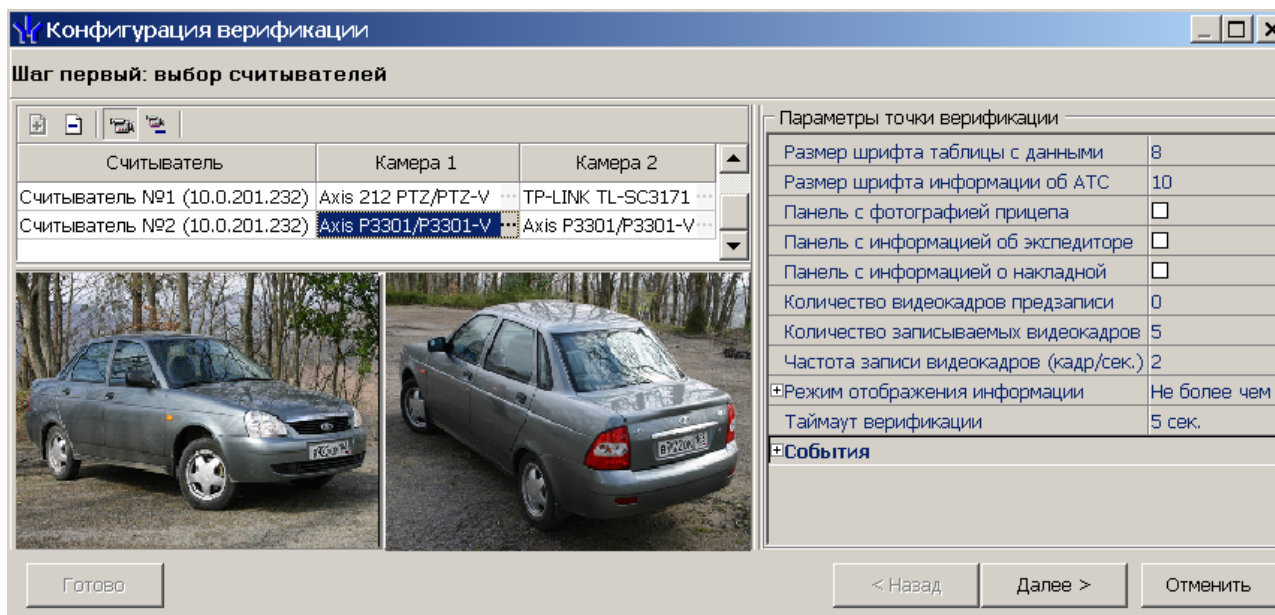 Конфигурация верификации
Шаг первый: выбор считывателей
Считыватель Камера 1 Камера 2
Считыватель №1 (10.0.201.232) Axis 212 PTZ/PTZ-V ... TP-LINK TL-SC3171 ...
Считыватель №2 (10.0.201.232) Axis P3301/P3301-V ... Axis P3301/P3301-V ...
Параметры точки верификации
Размер шрифта таблицы с данными 8
Размер шрифта информации об АТС 10
Панель с фотографией прицепа
Панель с информацией об экспедиторе
Панель с информацией о накладной
Количество видеокадров предзаписи 0
Количество записываемых видеокадров 5
Частота записи видеокадров (кадр/сек.) 2
Режим отображения информации Не более чем
Таймаут верификации 5 сек.
События
Готово
< Назад
Далее >
Отменить